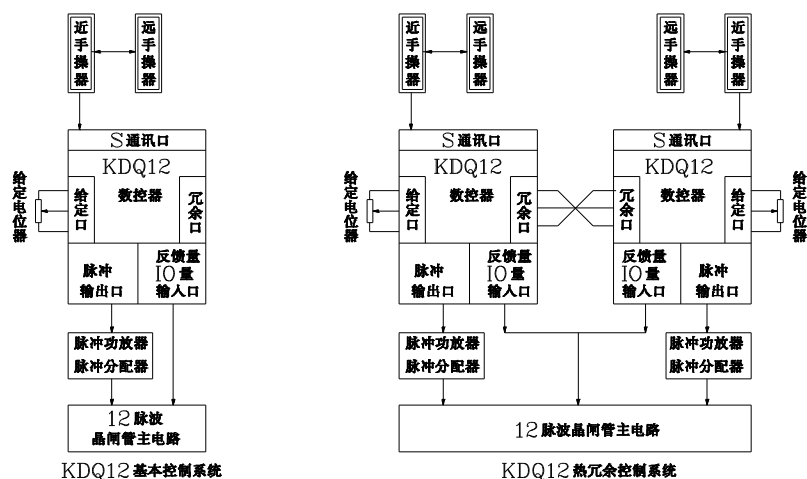 近手操器
远手操器
S通讯口
KDQ12
数控器
给定电位器
给定口
冗余口
脉冲
输出口
反馈量
IO量
输人口
脉冲功放器
脉冲分配器
12脉波
晶闸管主电路
KDQ12基本控制系统
近手操器
远手操器
远手操器
近手操器
S通讯口
KDQ12
数控器
给定电位器
给定口
冗余口
脉冲
输出口
反馈量
IO量
输人口
S通讯口
KDQ12
数控器
冗余口
给定口
给定电位器
反馈量
IO量
输人口
脉冲
输出口
脉冲功放器
脉冲分配器
脉冲功放器
脉冲分配器
12脉波晶闸管主电路
KDQ12热冗余控制系统